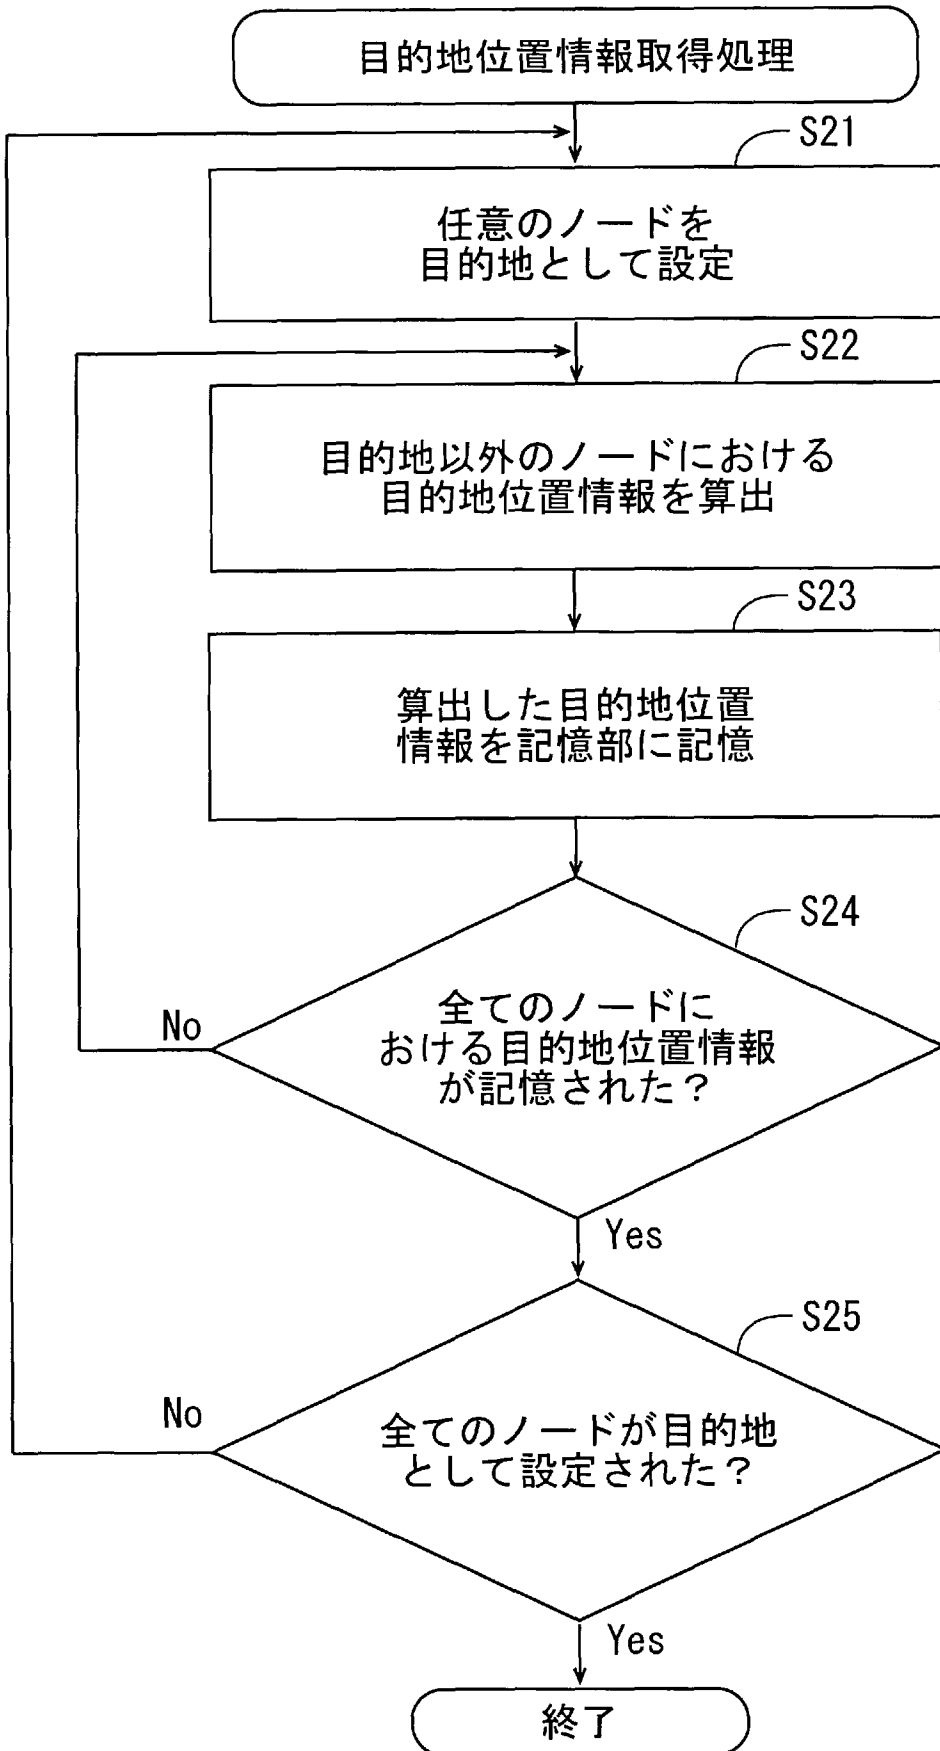 目的地位置情報取得処理
S21
任意のノードを
目的地として設定
S22
目的地以外のノードにおける
目的地位置情報を算出
S23
算出した目的地位置
情報を記憶部に記憶
S24
全てのノードに
おける目的地位置情報
が記憶された？
No
Yes
S25
全てのノードが目的地
として設定された？
No
Yes
終了